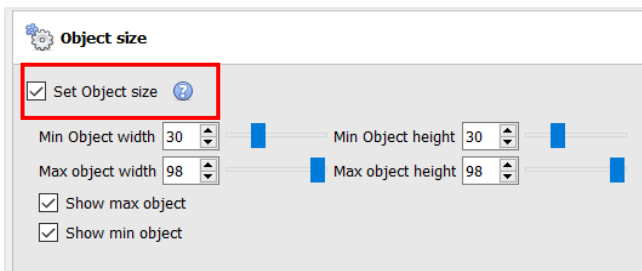 Object size
Set Object size ?
Min Object width 30 Min Object height 30
Max object width 98 Max object height 98
Show max object
Show min object